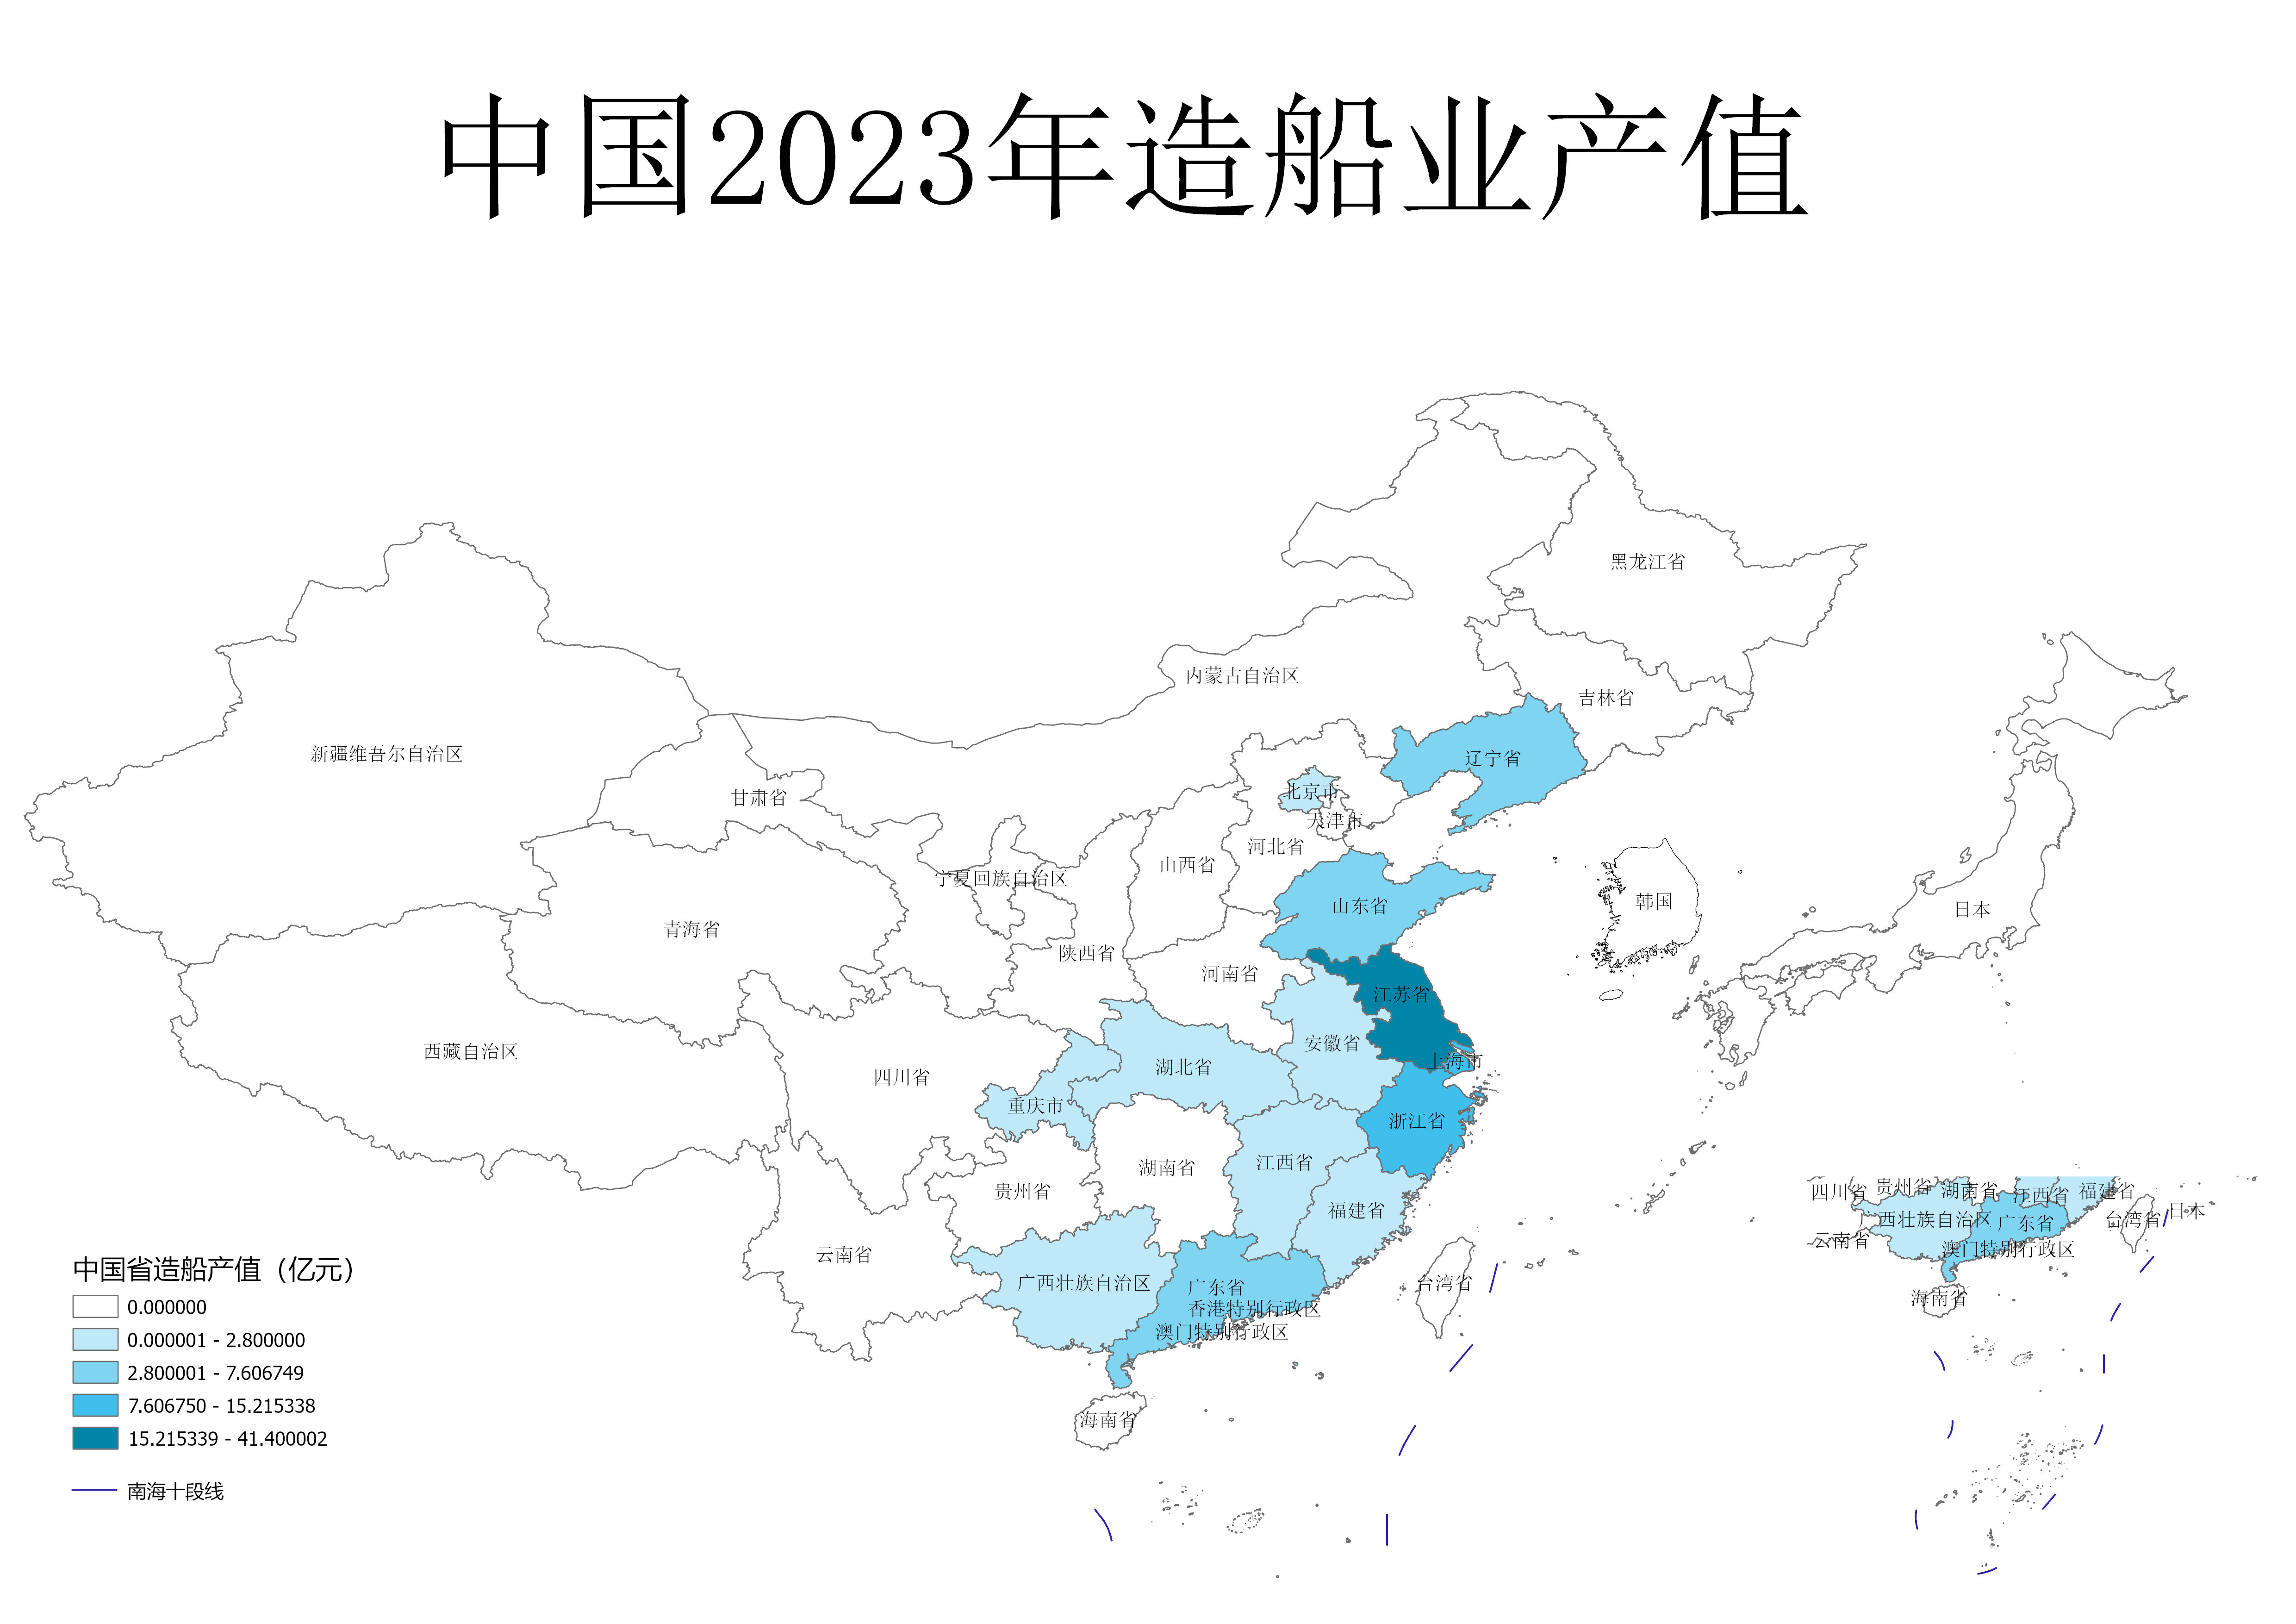 中国2023年造船业产值
黑龙江省
内蒙古自治区
吉林省
新疆维吾尔自治区
辽宁省
甘肃省
北京市
天津市
河北省
山西省
宁夏回族自治区
山东省
韩国
日本
青海省
陕西省
河南省
江苏省
西藏自治区
安徽省
上海市
湖北省
四川省
重庆市
浙江省
江西省
湖南省
贵州省
福建省
云南省
广西壮族自治区
广东省
台湾省
香港特别行政区
澳门特别行政区
海南省
四川省
贵州省
湖南省
江西省
福建省
广西壮族自治区
广东省
台湾省
日本
云南省
澳门特别行政区
海南省
中国省造船产值（亿元）
0.000000
0.000001 - 2.800000
2.800001 - 7.606749
7.606750 - 15.215338
15.215339 - 41.400002
南海十段线